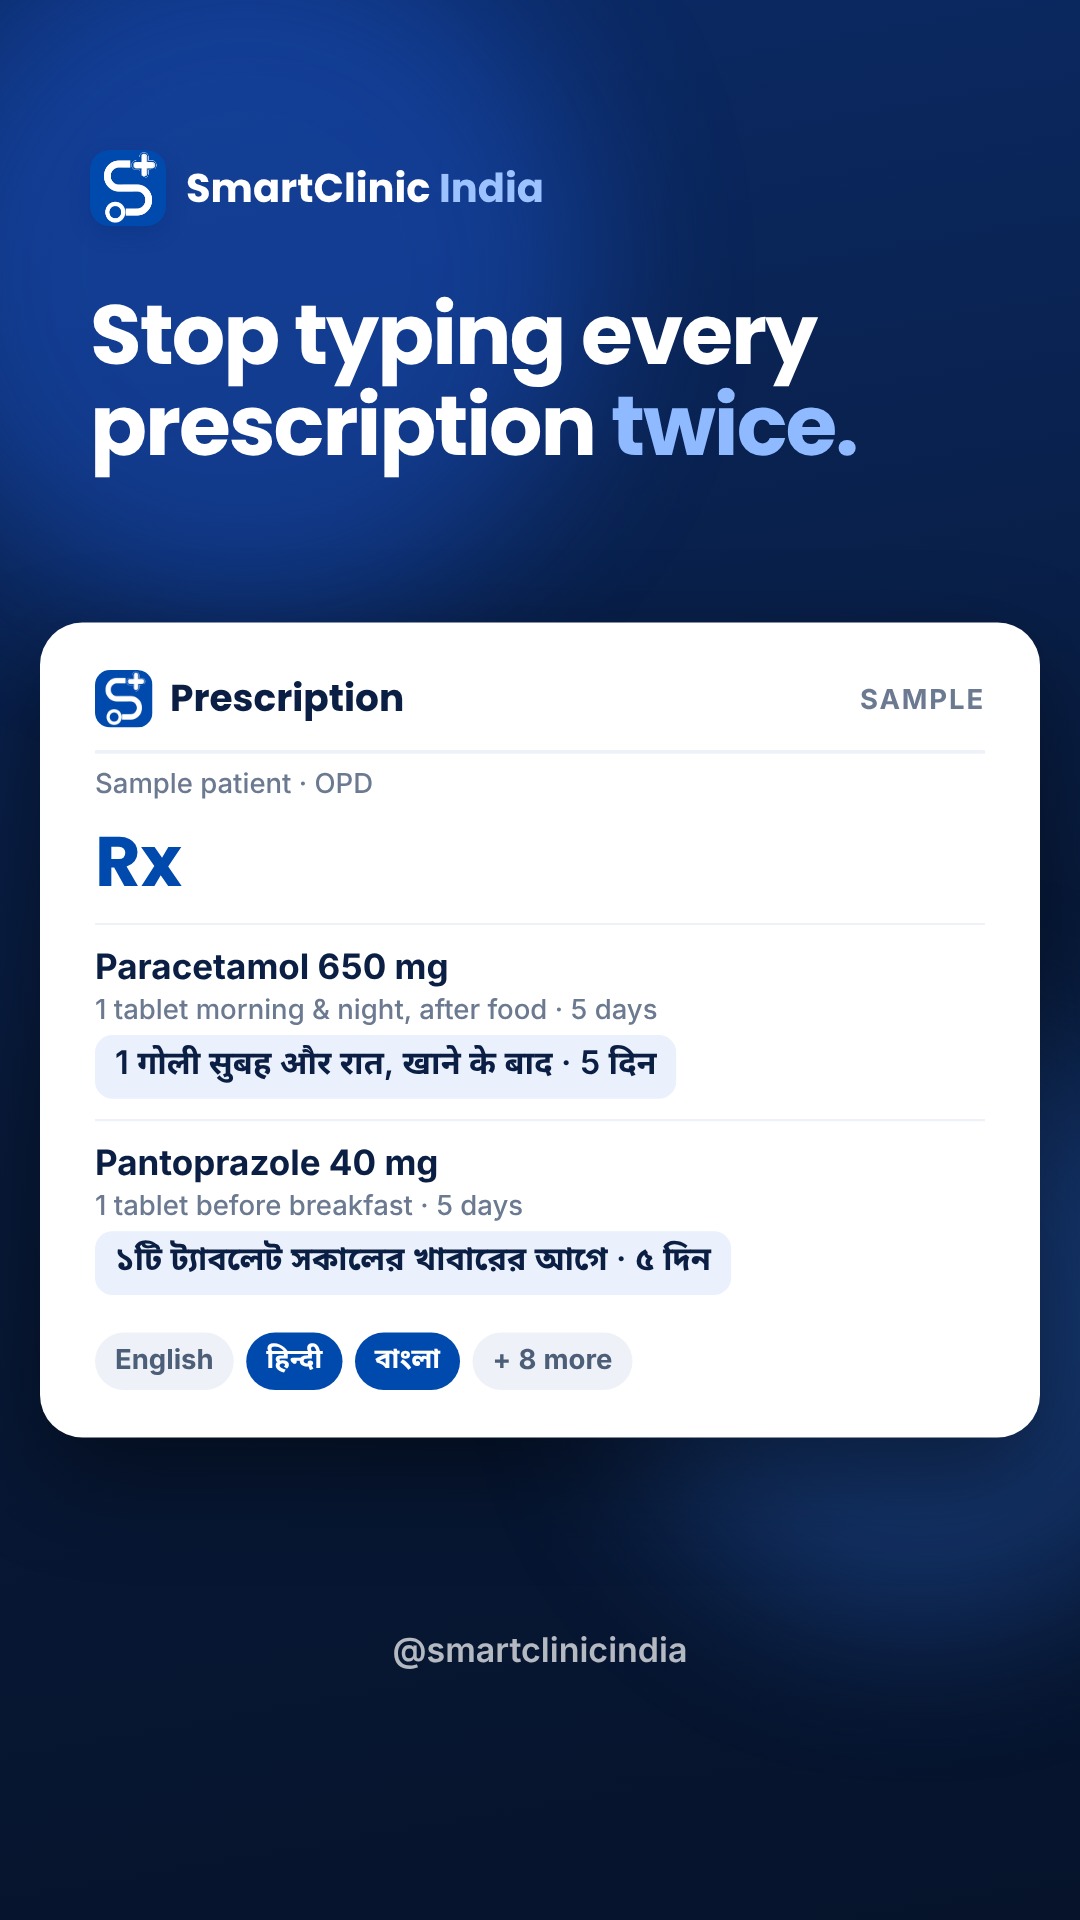 SmartClinic India
Stop typing every
prescription twice.
Prescription
SAMPLE
Sample patient · OPD
Rx
Paracetamol 650 mg
1 tablet morning & night, after food · 5 days
1 गोली सुबह और रात, खाने के बाद · 5 दिन
Pantoprazole 40 mg
1 tablet before breakfast · 5 days
১টি ট্যাবলেট সকালের খাবারের আগে · ৫ দিন
English हिन्दी বাংলা + 8 more
@smartclinicindia